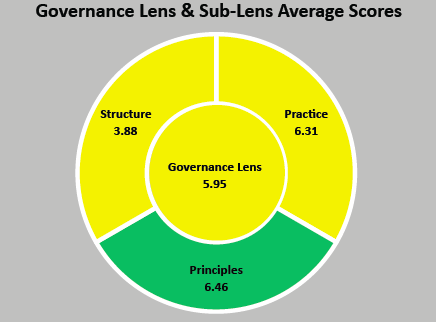 Governance Lens & Sub-Lens Average Scores
Structure
3.88
Practice
6.31
Governance Lens
5.95
Principles
6.46